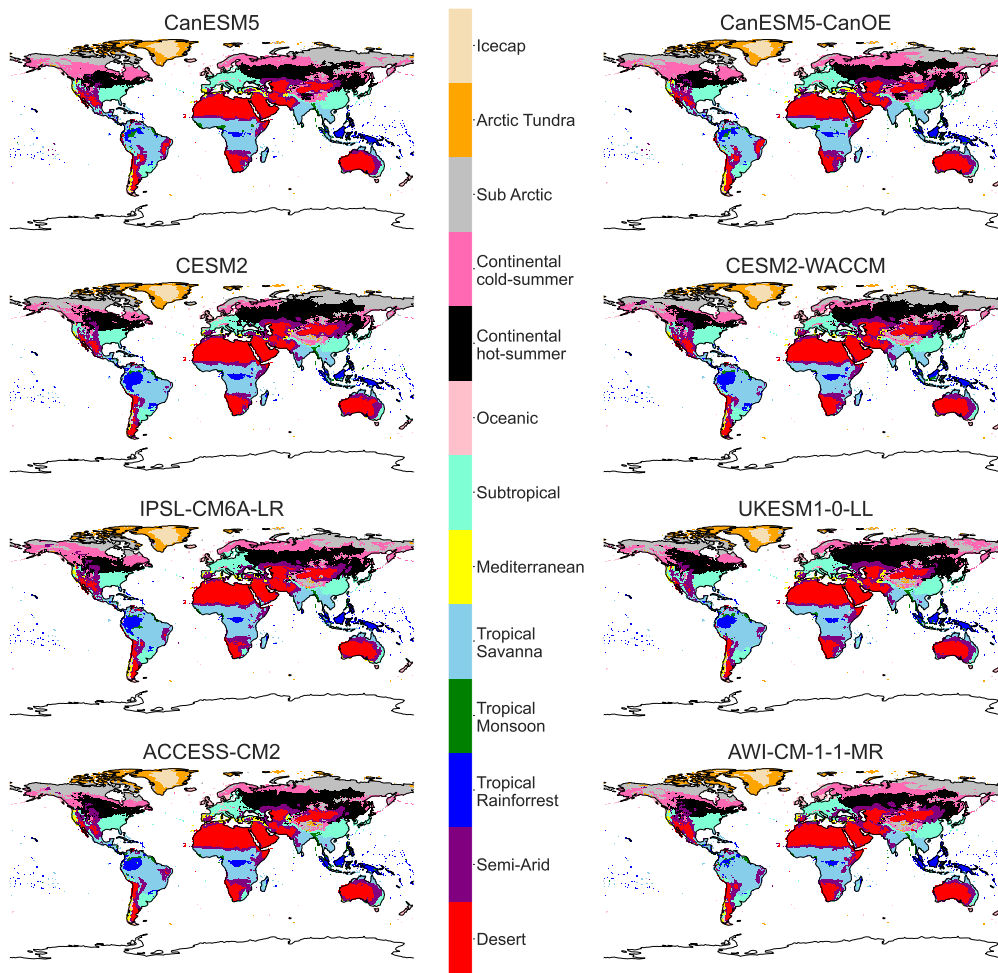 CanESM5
CanESM5-CanOE
CESM2
CESM2-WACCM
IPSL-CM6A-LR
UKESM1-0-LL
ACCESS-CM2
AWI-CM-1-1-MR
Icecap
Arctic Tundra
Sub Arctic
Continental
cold-summer
Continental
hot-summer
Oceanic
Subtropical
Mediterranean
Tropical
Savanna
Tropical
Monsoon
Tropical
Rainforrest
Semi-Arid
Desert